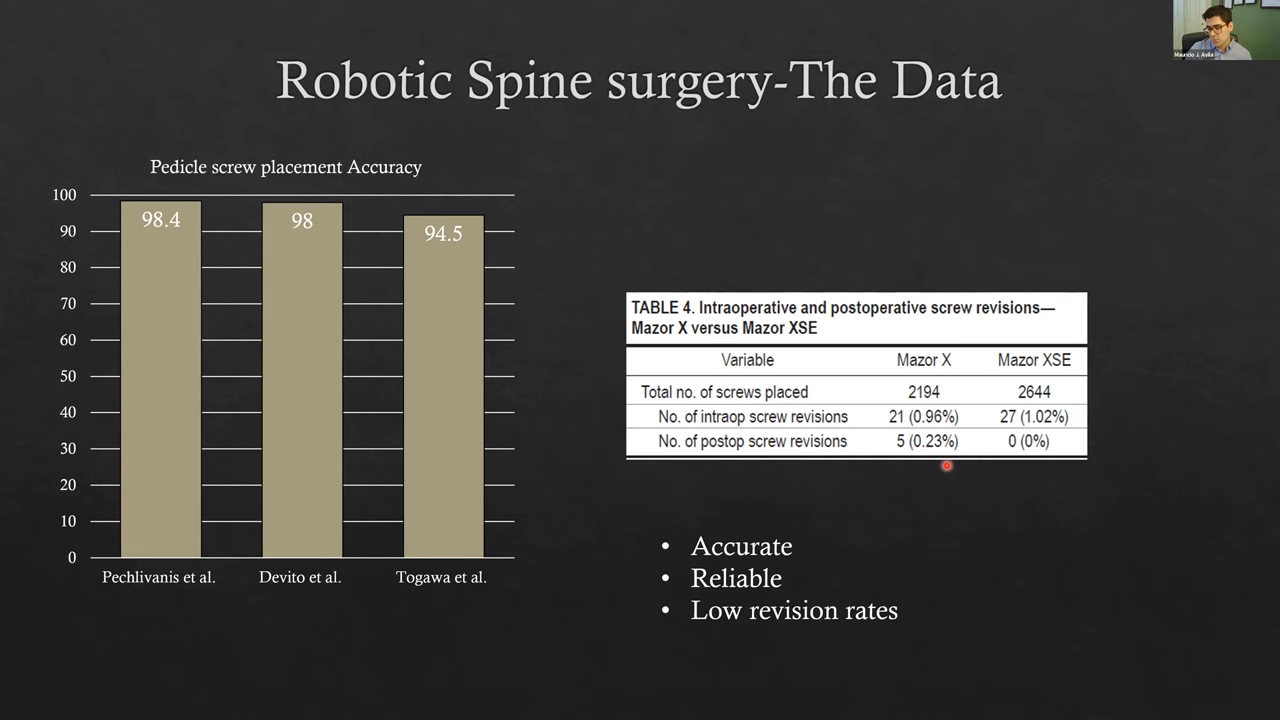 Mauricio J. Avila
Robotic Spine surgery-The Data
Pedicle screw placement Accuracy
100
90
80
70
60
50
40
30
20
10
0
98.4
98
94.5
Pechlivanis et al.
Devito et al.
Togawa et al.
TABLE 4. Intraoperative and postoperative screw revisions—
Mazor X versus Mazor XSE
Variable Mazor X Mazor XSE
Total no. of screws placed 2194 2644
No. of intraop screw revisions 21 (0.96%) 27 (1.02%)
No. of postop screw revisions 5 (0.23%) 0 (0%)
• Accurate
• Reliable
• Low revision rates